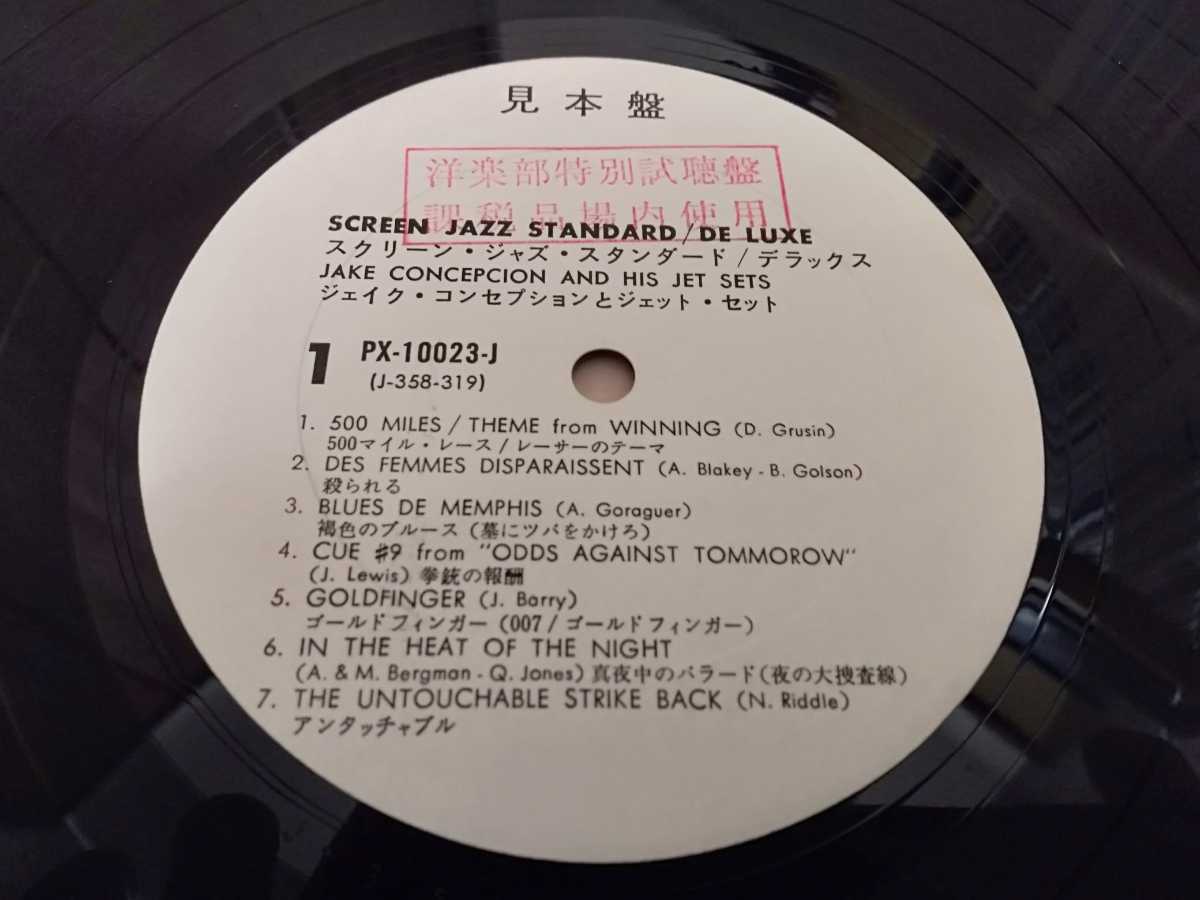 見本盤
洋楽部特別試聴盤
課税品場内使用
SCREEN JAZZ STANDARD/DE LUXE
スクリーン・ジャズ・スタンダード/デラックス
JAKE CONCEPCION AND HIS JET SETS
ジェイク・コンセプションとジェット・セット
1 PX-10023-J
(J-358-319)
1. 500 MILES / THEME from WINNING (D. Grusin)
500マイル・レース/レーサーのテーマ
2. DES FEMMES DISPARAISSENT (A. Blakey - B. Golson)
殺られる
3. BLUES DE MEMPHIS (A. Goraguer)
褐色のブルース(墓にツバをかけろ)
4. CUE #9 from "ODDS AGAINST TOMMOROW"
(J. Lewis) 拳銃の報酬
5. GOLDFINGER (J. Barry)
ゴールドフィンガー(007/ゴールドフィンガー)
6. IN THE HEAT OF THE NIGHT
(A. & M. Bergman - Q. Jones) 真夜中のバラード(夜の大捜査線)
7. THE UNTOUCHABLE STRIKE BACK (N. Riddle)
アンタッチャブル